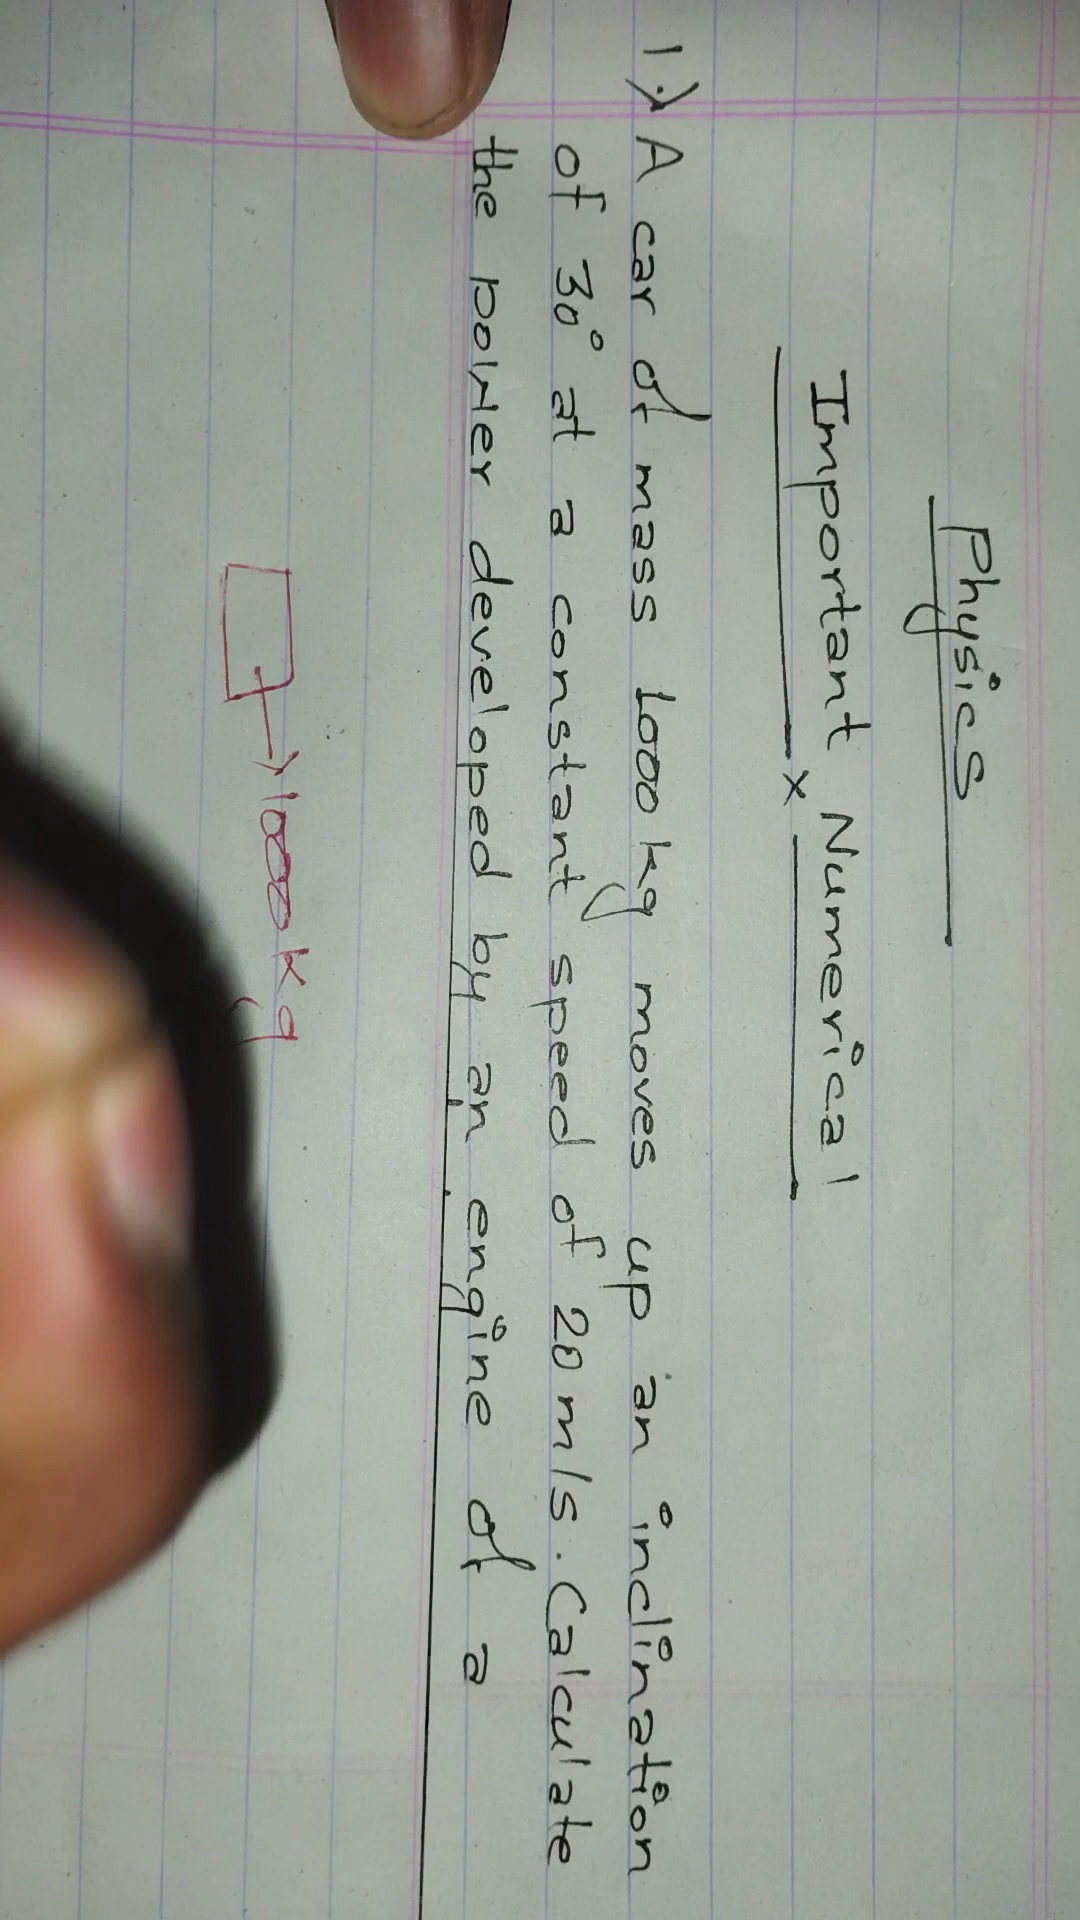 Physics
Important Numerical
x
1.) A car of mass 1000 kg moves up an inclination
of 30° at a constant speed of 20 m/s. Calculate
the power developed by an engine of a
1000 kg